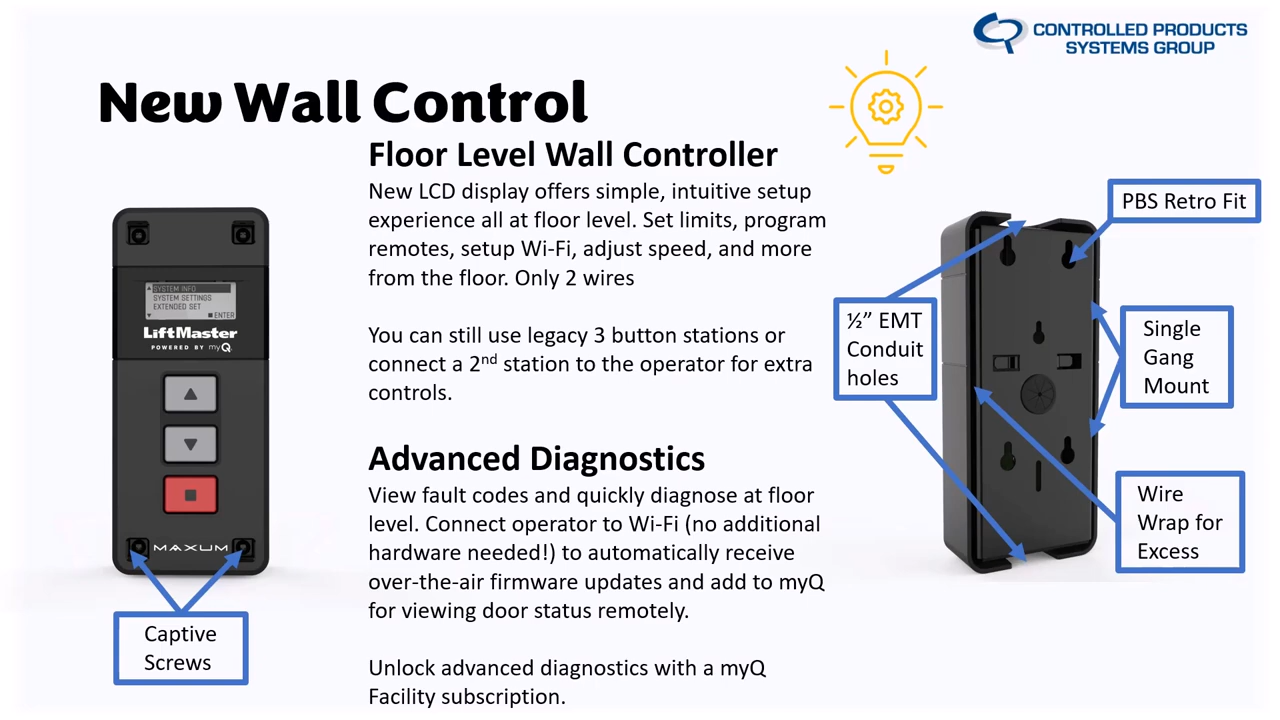 CONTROLLED PRODUCTS
SYSTEMS GROUP
New Wall Control
Floor Level Wall Controller
New LCD display offers simple, intuitive setup
experience all at floor level. Set limits, program
remotes, setup Wi-Fi, adjust speed, and more
from the floor. Only 2 wires
You can still use legacy 3 button stations or
connect a 2nd station to the operator for extra
controls.
Advanced Diagnostics
View fault codes and quickly diagnose at floor
level. Connect operator to Wi-Fi (no additional
hardware needed!) to automatically receive
over-the-air firmware updates and add to myQ
for viewing door status remotely.
Unlock advanced diagnostics with a myQ
Facility subscription.
SYSTEM INFO
SYSTEM SETTINGS
EXTENDED SET
ENTER
LiftMaster
POWERED BY myQ
MAXUM
Captive
Screws
PBS Retro Fit
½” EMT
Conduit
holes
Single
Gang
Mount
Wire
Wrap for
Excess